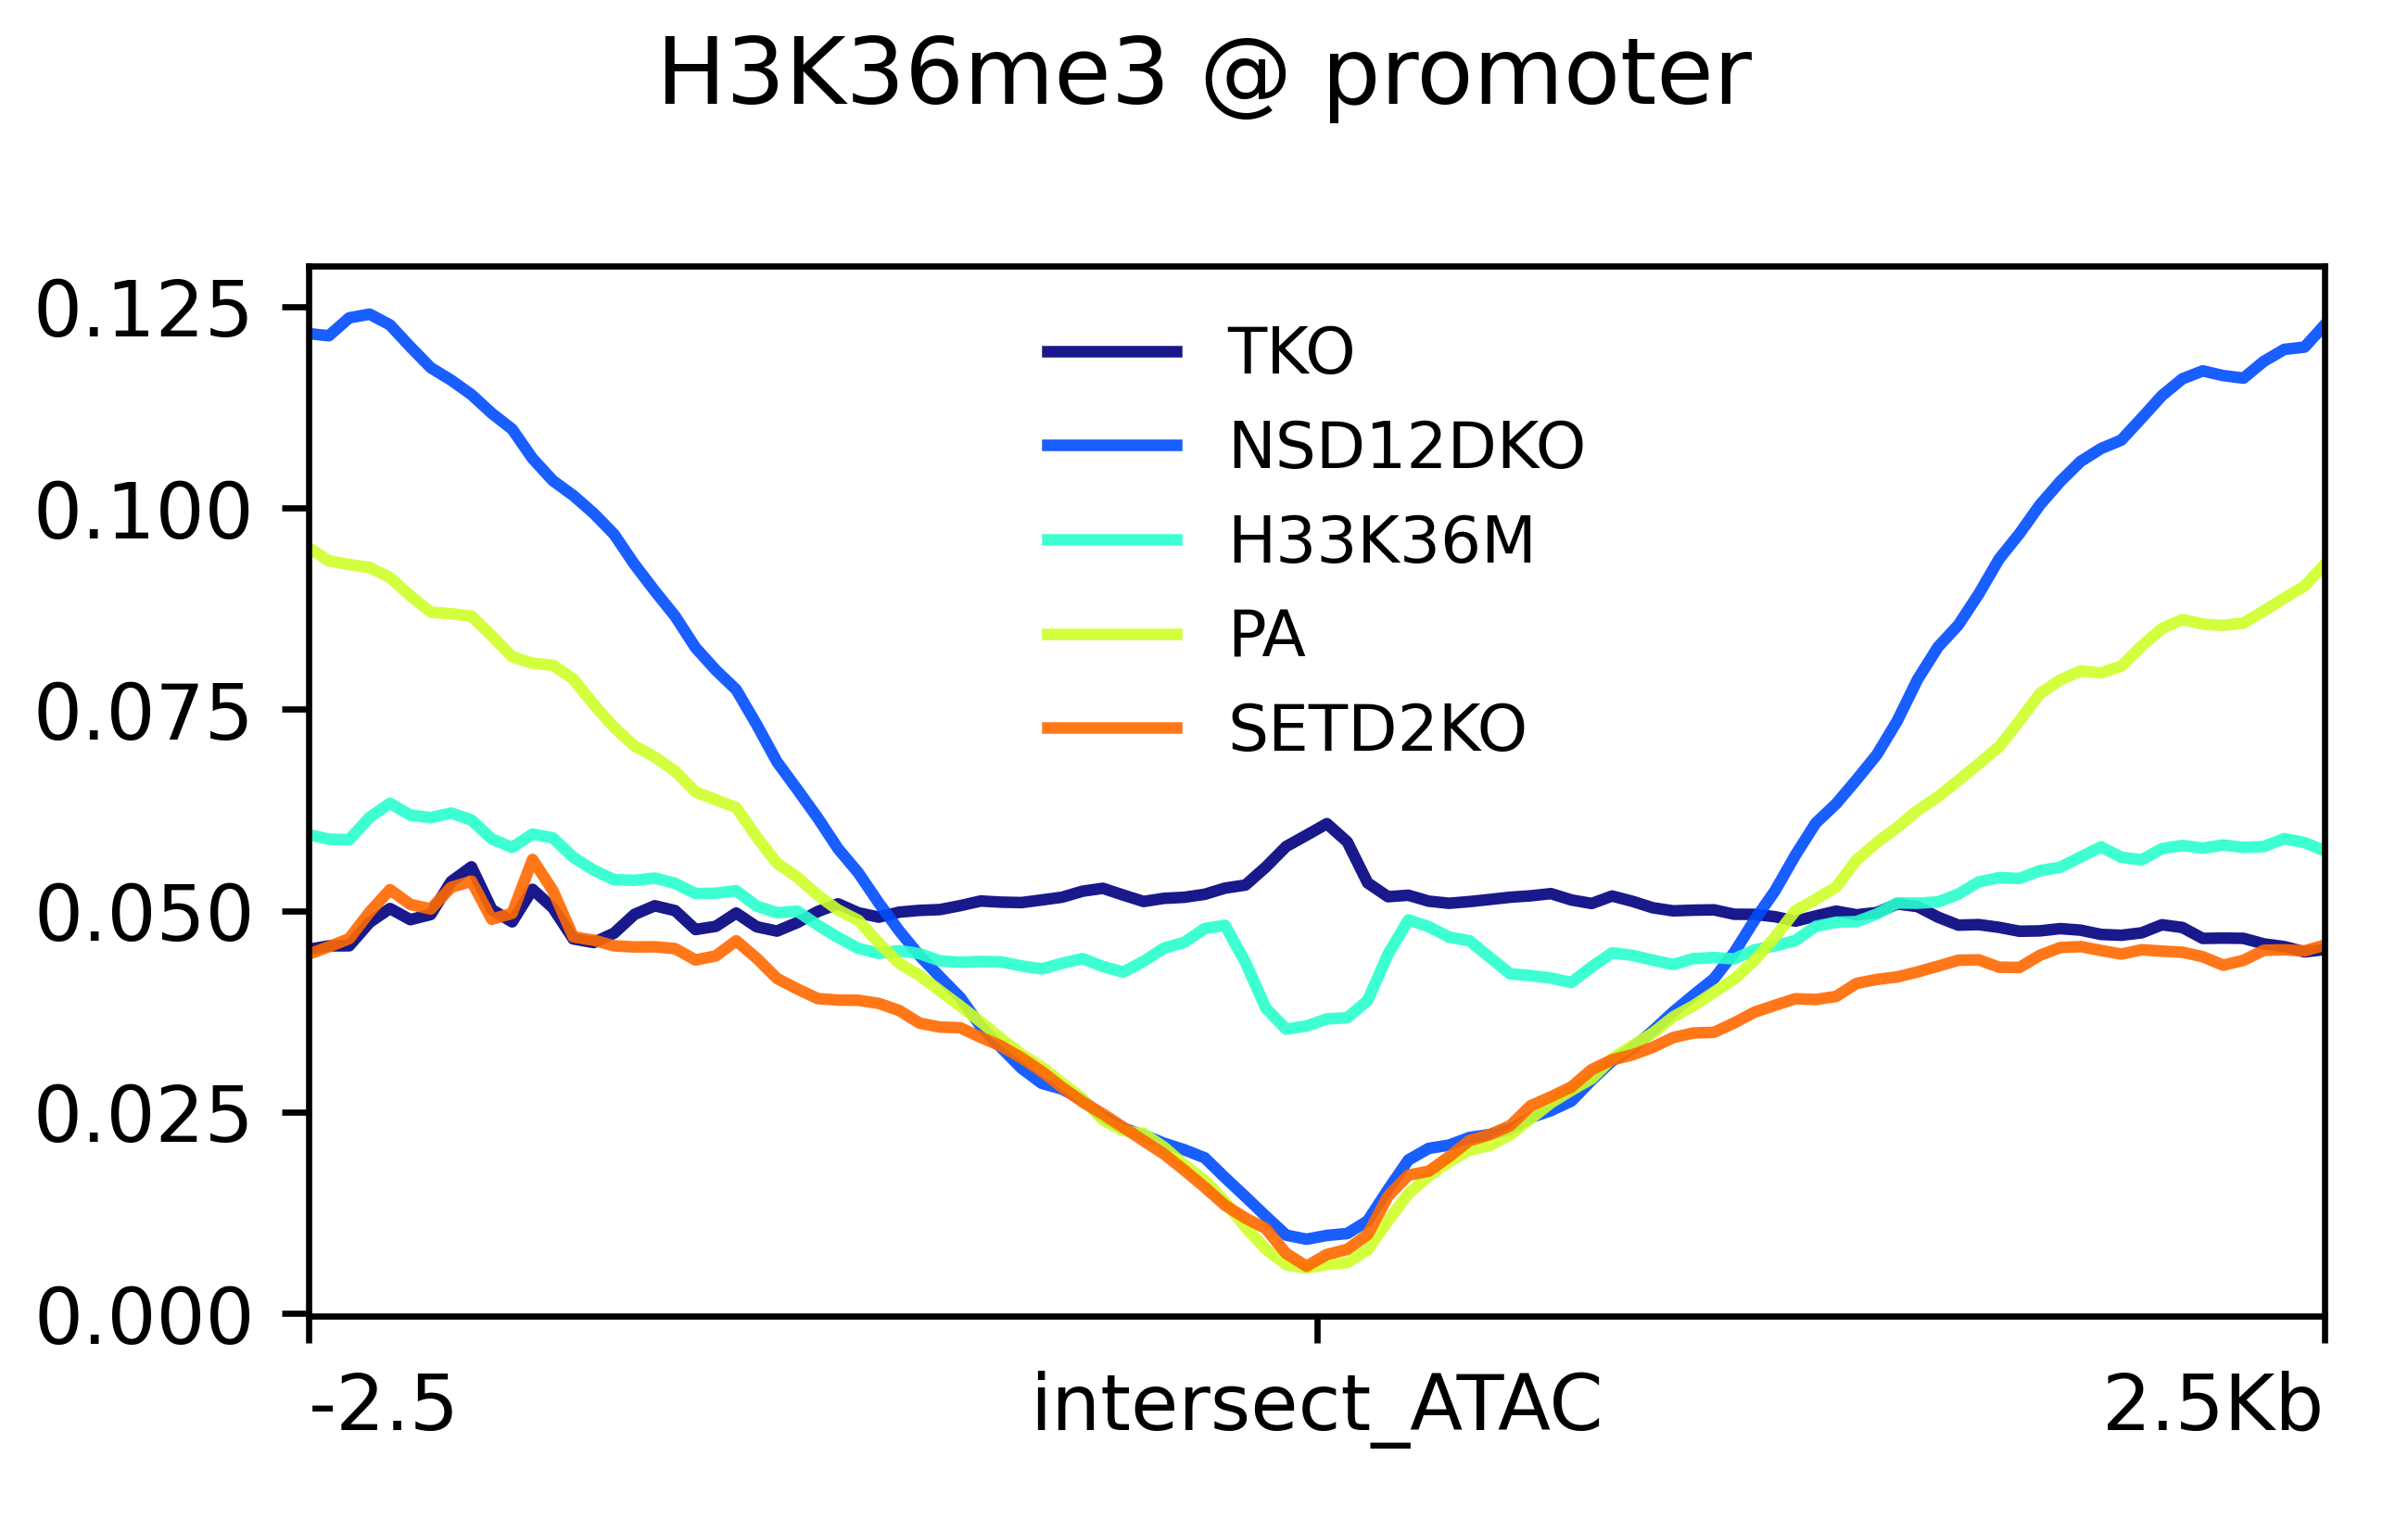 H3K36me3 @ promoter
0.125
0.100
0.075
0.050
0.025
0.000
TKO
NSD12DKO
H33K36M
PA
SETD2KO
-2.5
intersect_ATAC
2.5Kb